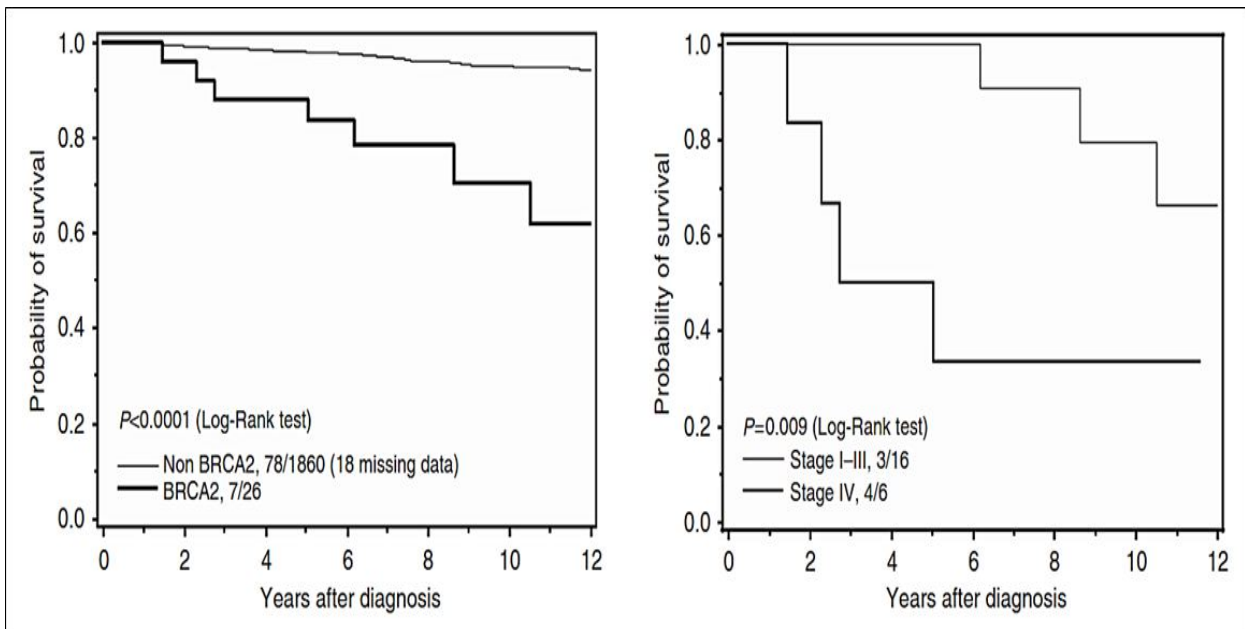 1.0
0.8
0.6
0.4
0.2
0.0
Probability of survival
P<0.0001 (Log-Rank test)
Non BRCA2, 78/1860 (18 missing data)
BRCA2, 7/26
0 2 4 6 8 10 12
Years after diagnosis
1.0
0.8
0.6
0.4
0.2
0.0
Probability of survival
P=0.009 (Log-Rank test)
Stage I–III, 3/16
Stage IV, 4/6
0 2 4 6 8 10 12
Years after diagnosis